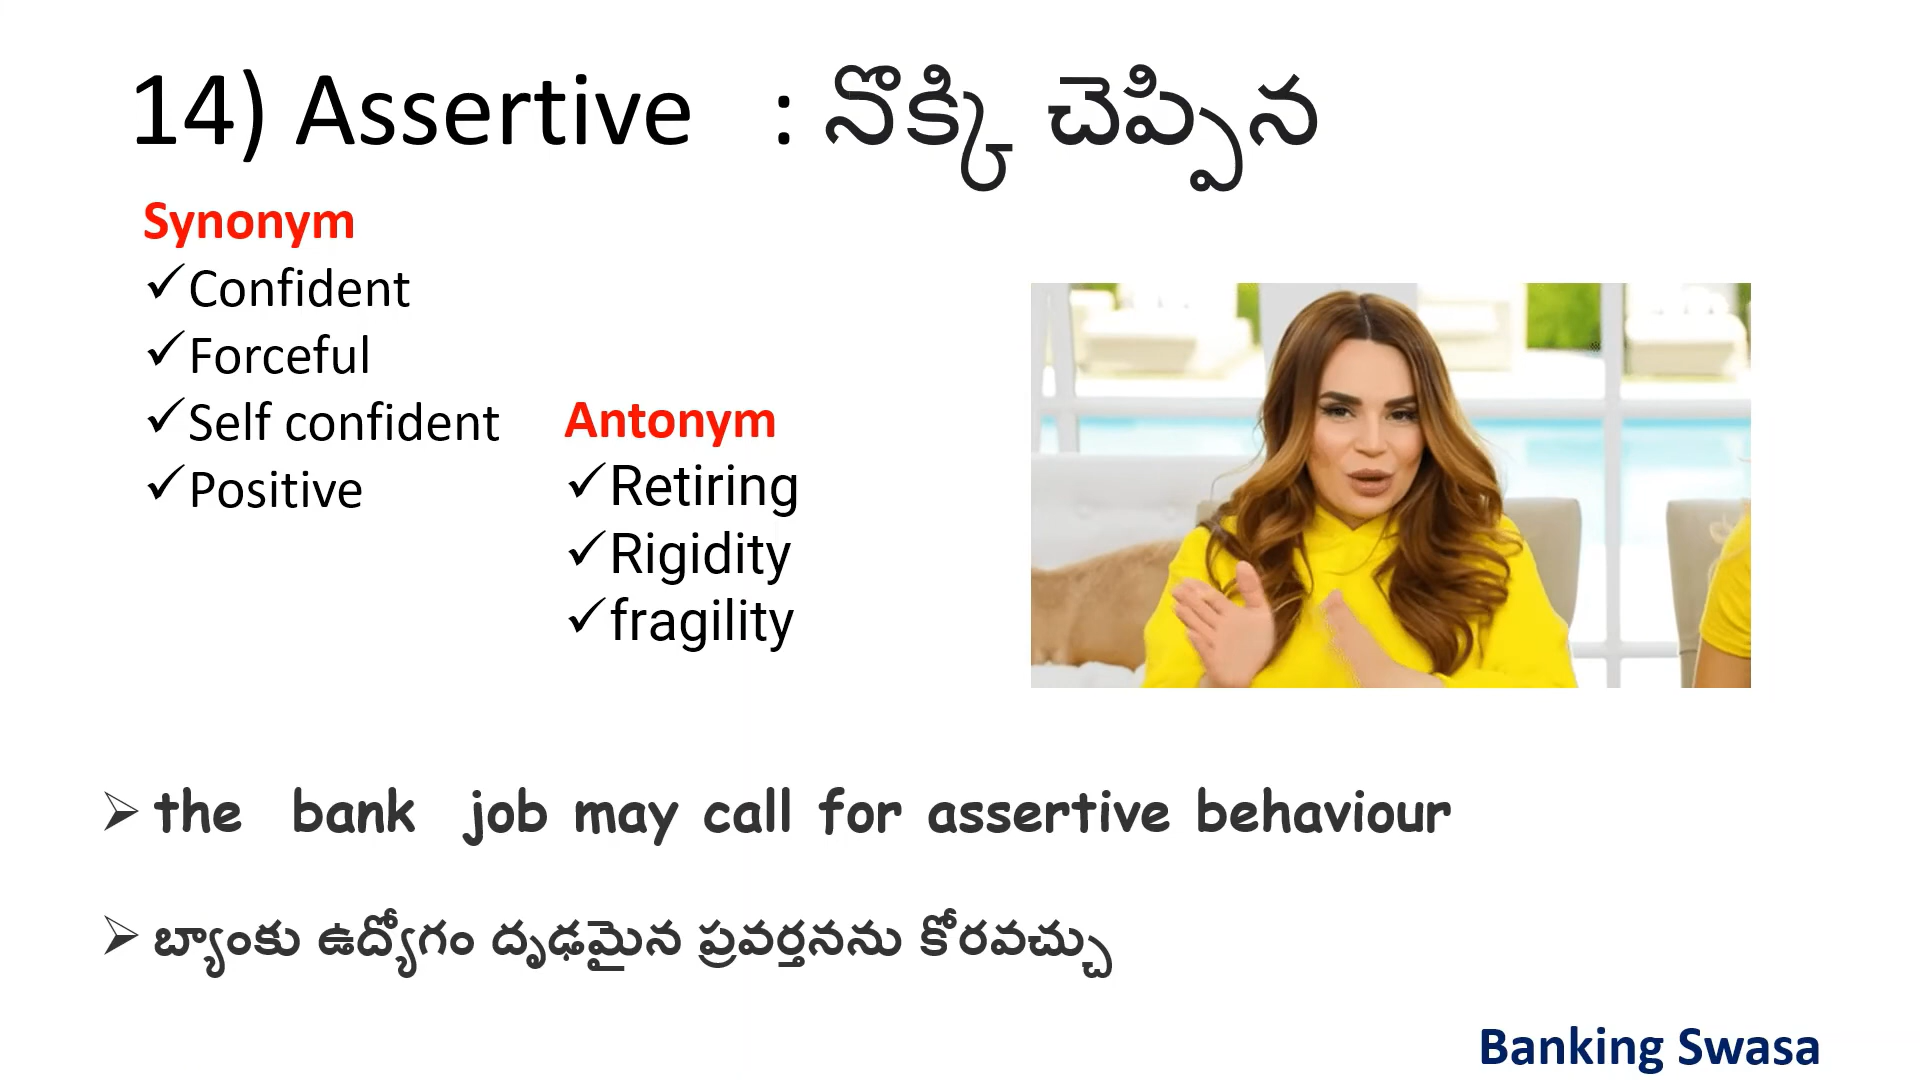 14) Assertive : నొక్కి చెప్పిన
Synonym
✓Confident
✓Forceful
✓Self confident
✓Positive
Antonym
✓Retiring
✓Rigidity
✓fragility
➢ the bank job may call for assertive behaviour
➢ బ్యాంకు ఉద్యోగం దృఢమైన ప్రవర్తనను కోరవచ్చు
Banking Swasa